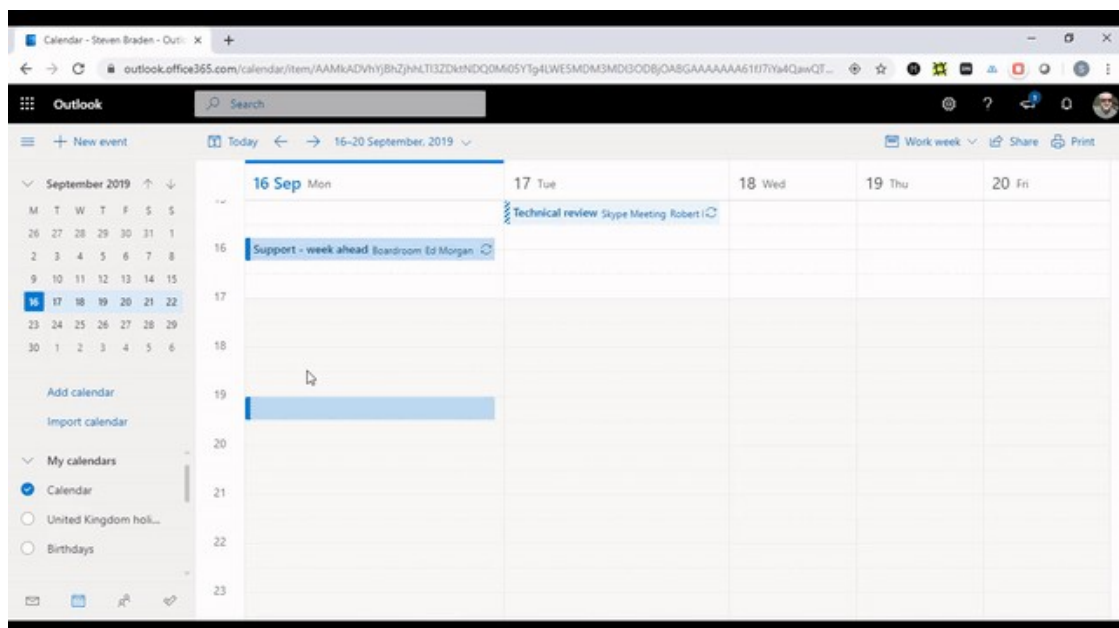 Calendar - Steven Braden - Outl
outlook.office365.com/calendar/item/
Outlook
Search
?
New event
Today
16-20 September, 2019
Work week
Share
Print
September 2019
M T W T F S S
26 27 28 29 30 31 1
2 3 4 5 6 7 8
9 10 11 12 13 14 15
16 17 18 19 20 21 22
23 24 25 26 27 28 29
30 1 2 3 4 5 6
Add calendar
Import calendar
My calendars
Calendar
United Kingdom holi...
Birthdays
16 Sep Mon
17 Tue
18 Wed
19 Thu
20 Fri
Technical review Skype Meeting Robert
16
Support - week ahead Boardroom Ed Morgan
17
18
19
20
21
22
23